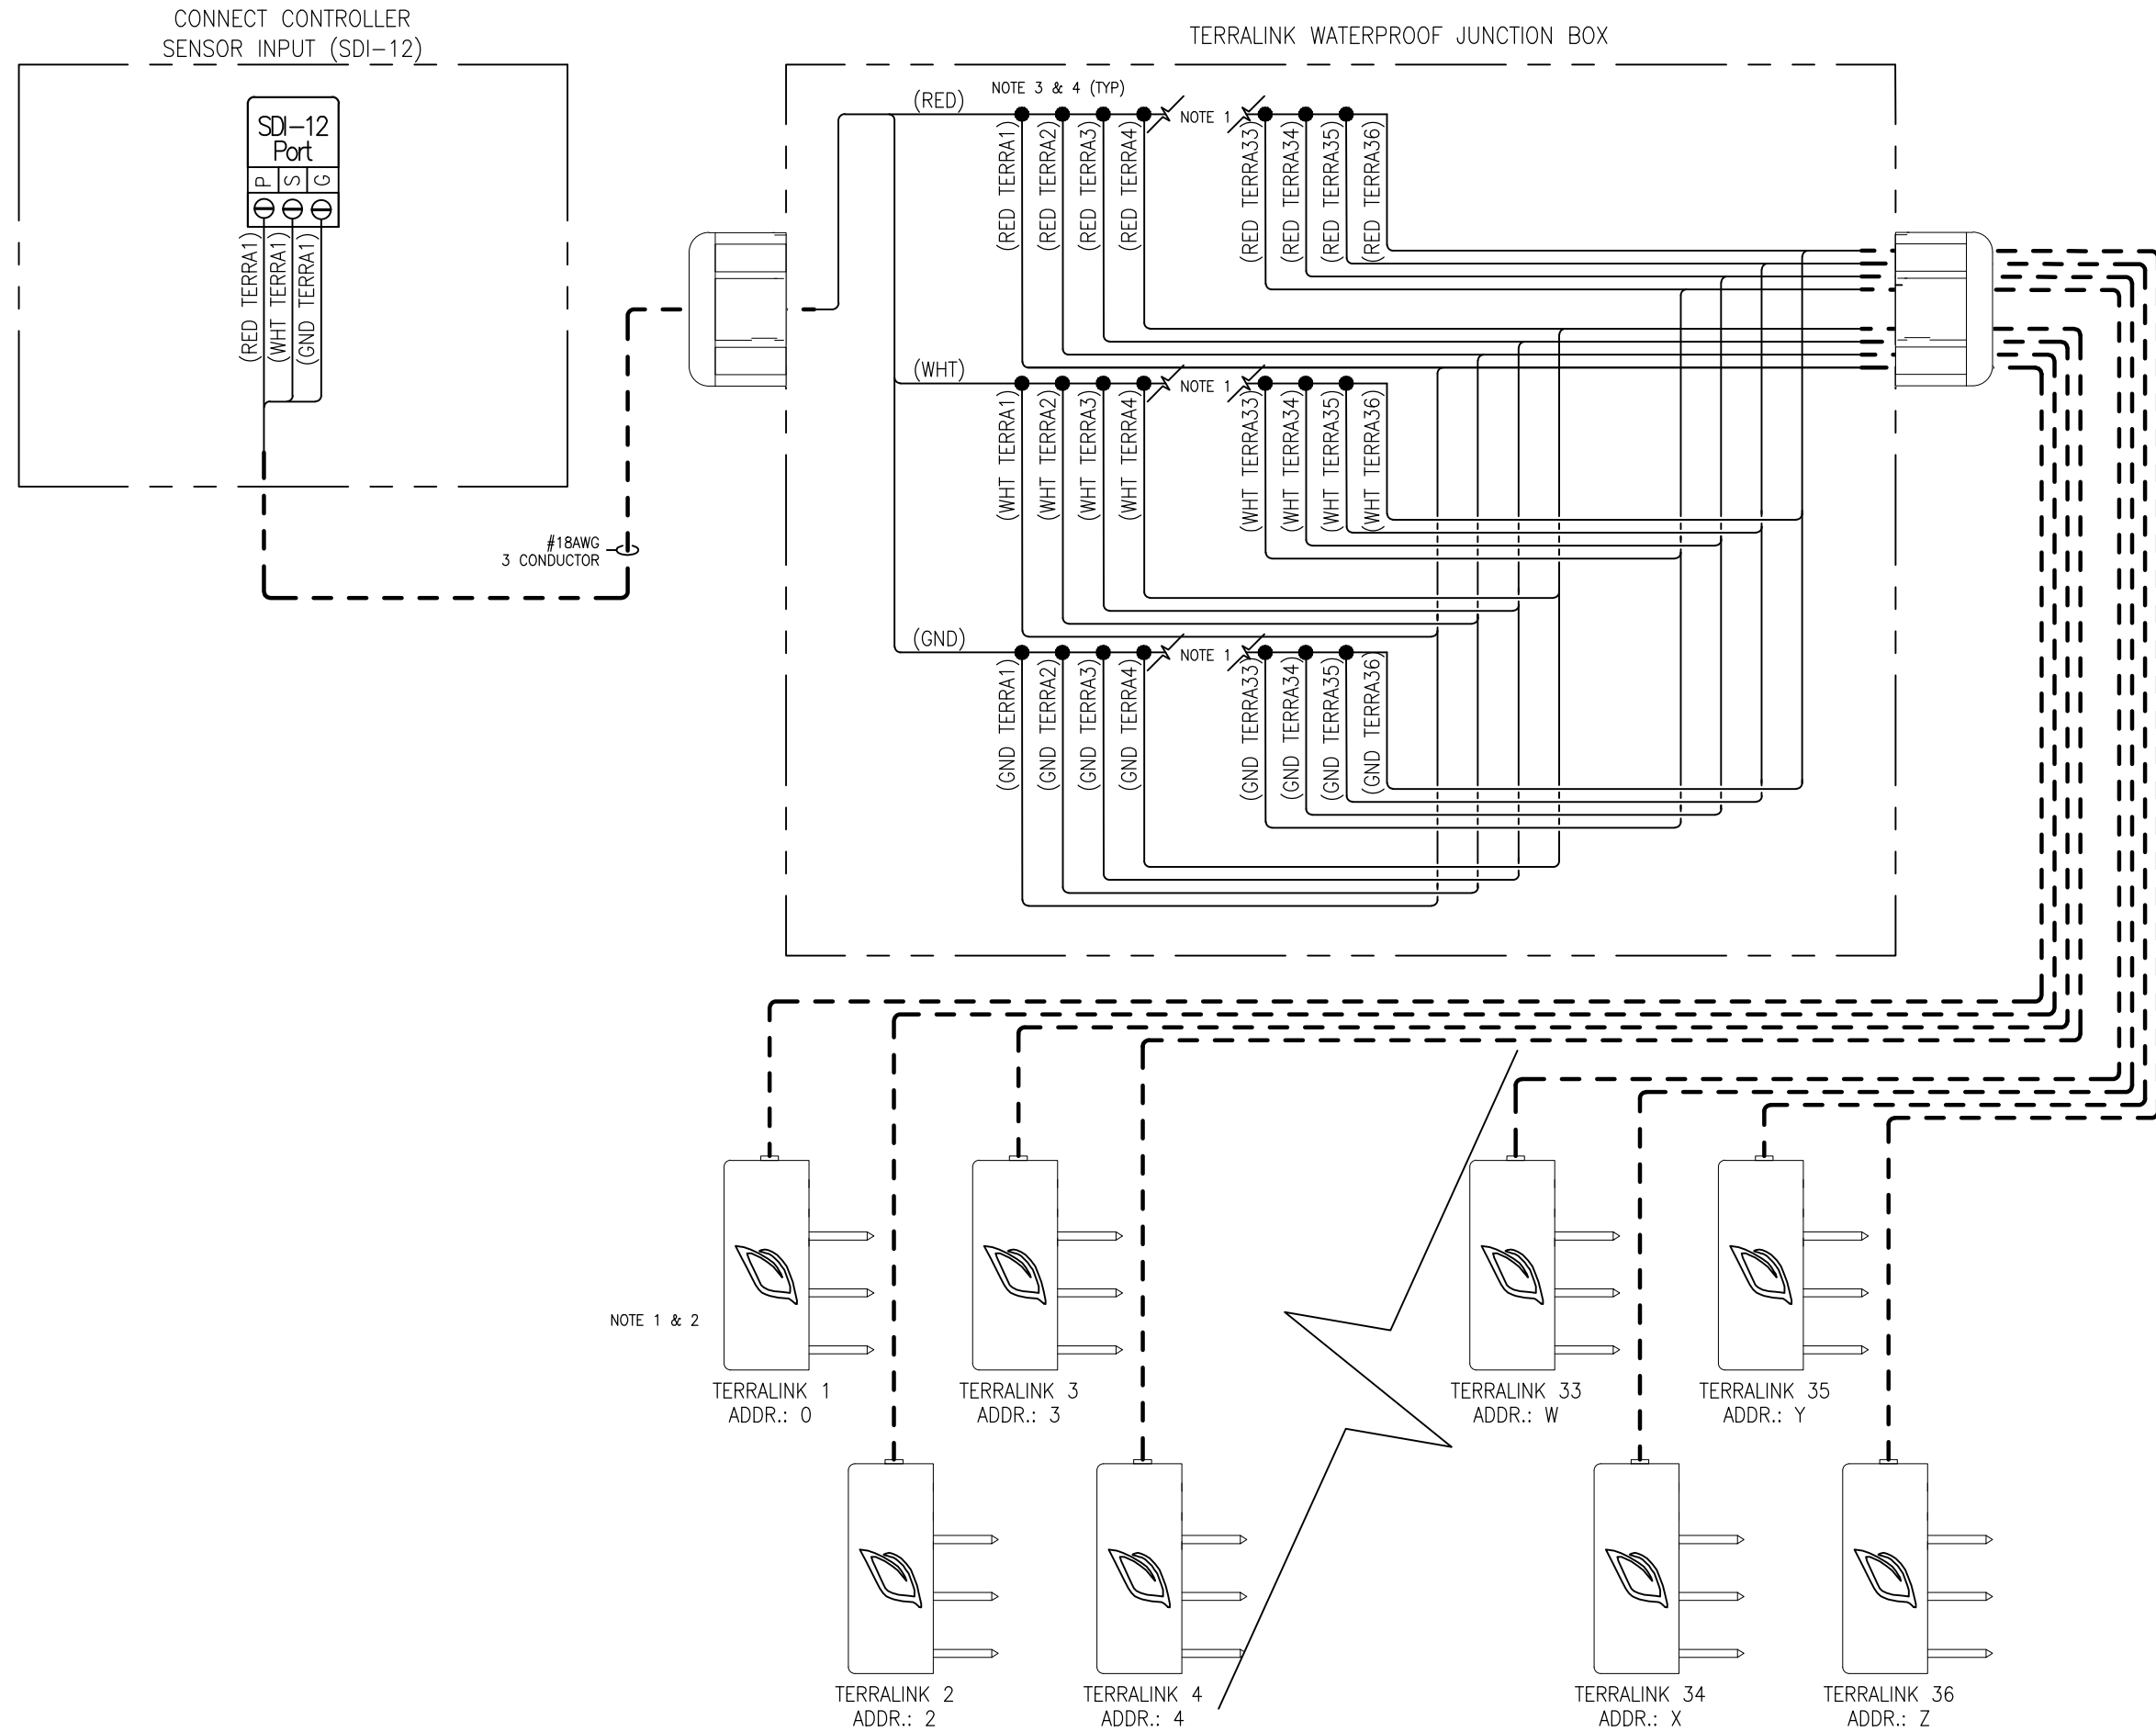 CONNECT CONTROLLER
SENSOR INPUT (SDI-12)
SDI-12
Port
P S G
(RED TERRA1)
(WHT TERRA1)
(GND TERRA1)
#18AWG
3 CONDUCTOR
TERRALINK WATERPROOF JUNCTION BOX
NOTE 3 & 4 (TYP)
(RED)
NOTE 1
(RED TERRA1)
(RED TERRA2)
(RED TERRA3)
(RED TERRA4)
(RED TERRA33)
(RED TERRA34)
(RED TERRA35)
(RED TERRA36)
(WHT)
NOTE 1
(WHT TERRA1)
(WHT TERRA2)
(WHT TERRA3)
(WHT TERRA4)
(WHT TERRA33)
(WHT TERRA34)
(WHT TERRA35)
(WHT TERRA36)
(GND)
NOTE 1
(GND TERRA1)
(GND TERRA2)
(GND TERRA3)
(GND TERRA4)
(GND TERRA33)
(GND TERRA34)
(GND TERRA35)
(GND TERRA36)
NOTE 1 & 2
TERRALINK 1
ADDR.: 0
TERRALINK 3
ADDR.: 3
TERRALINK 33
ADDR.: W
TERRALINK 35
ADDR.: Y
TERRALINK 2
ADDR.: 2
TERRALINK 4
ADDR.: 4
TERRALINK 34
ADDR.: X
TERRALINK 36
ADDR.: Z